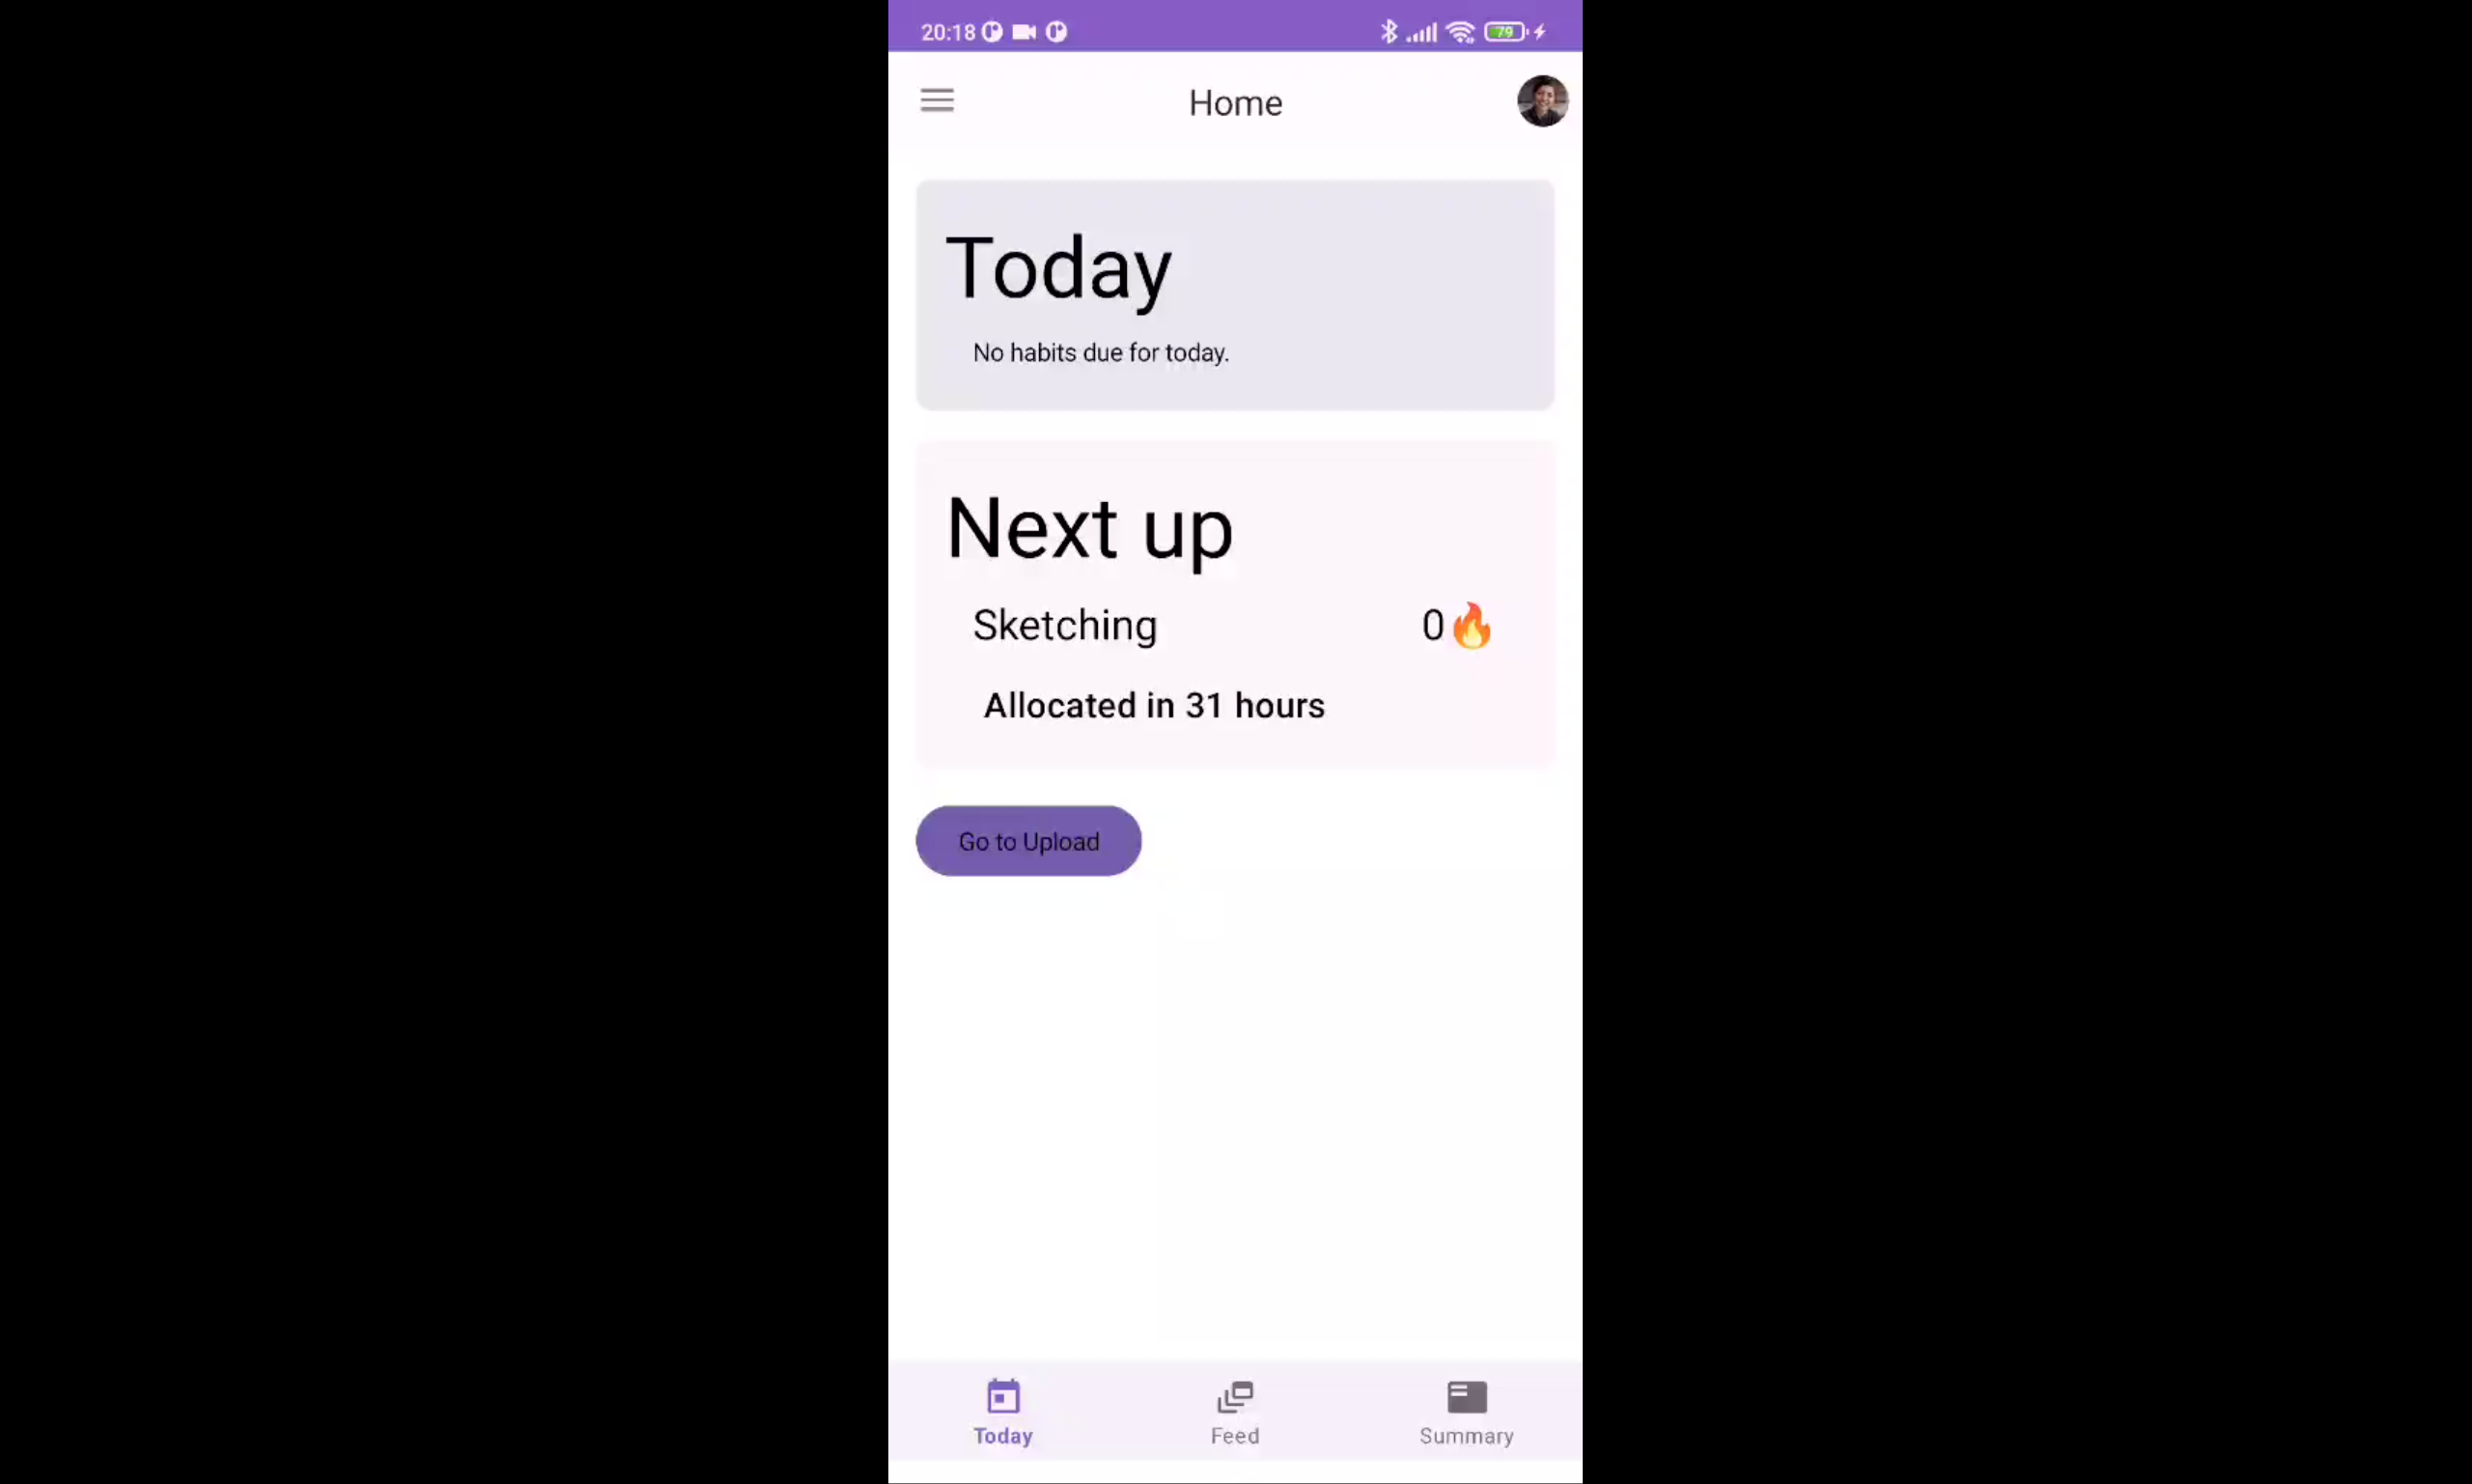 20:18
79
Home
Today
No habits due for today.
Next up
Sketching 0🔥
Allocated in 31 hours
Go to Upload
Today Feed Summary